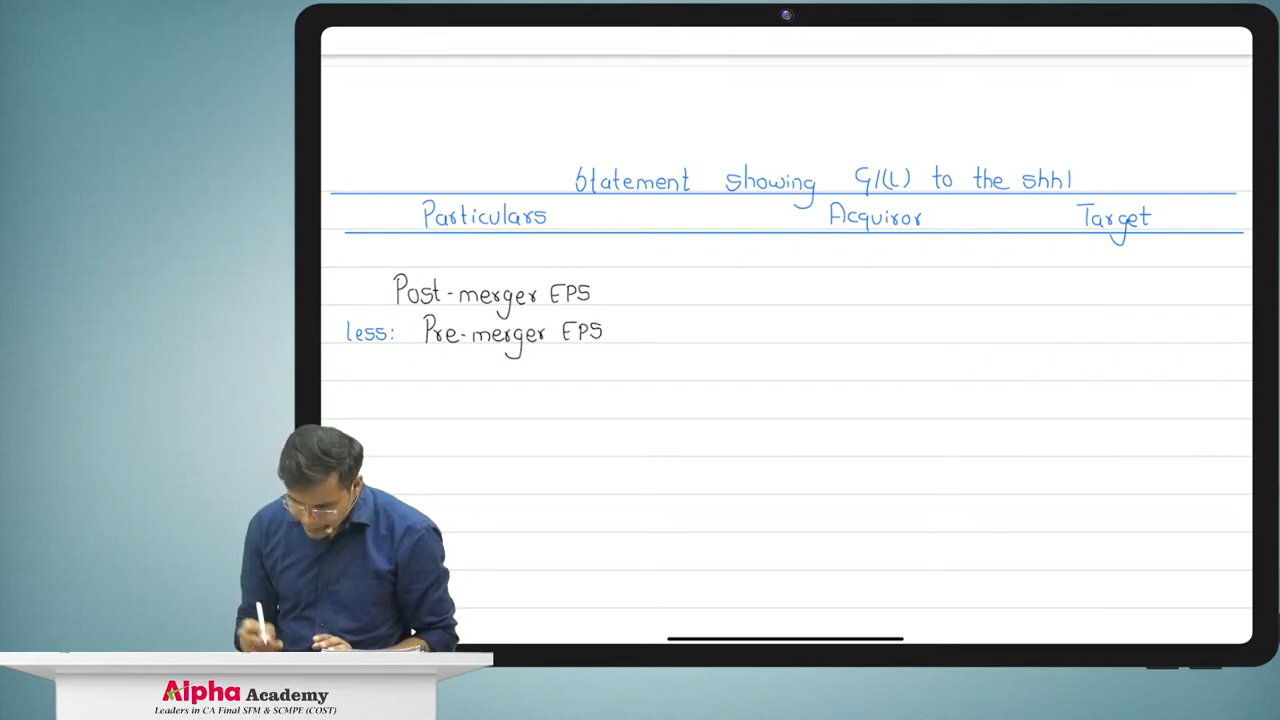 Statement showing G/(L) to the shhl
Particulars Acquiror Target
Post-merger EPS
less: Pre-merger EPS
Alpha Academy
Leaders in CA Final SFM & SCMPE (COST)